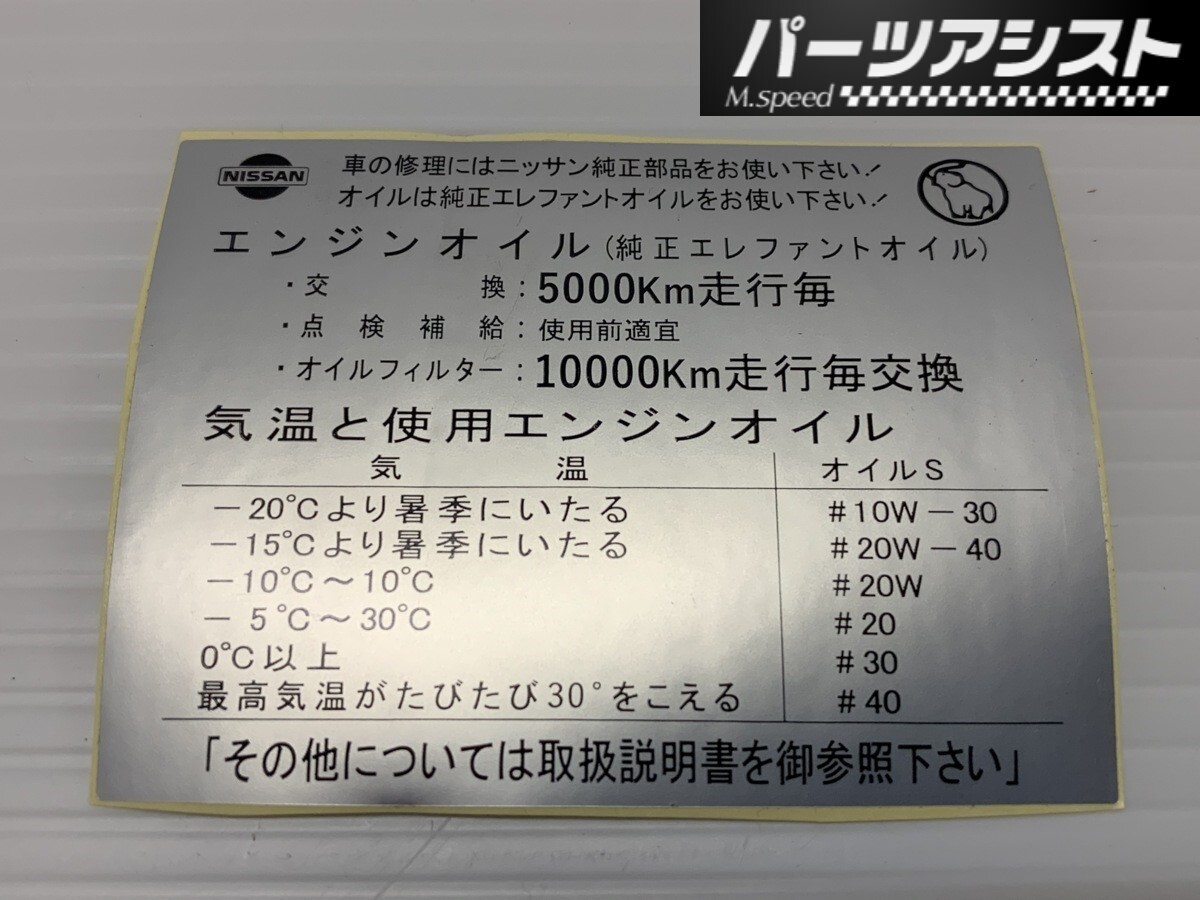 パーツアシスト
M.speed
NISSAN
車の修理にはニッサン純正部品をお使い下さい!
オイルは純正エレファントオイルをお使い下さい!
エンジンオイル(純正エレファントオイル)
・交換:5000Km走行毎
・点検補給:使用前適宜
・オイルフィルター:10000Km走行毎交換
気温と使用エンジンオイル
気温 オイルS
−20℃より暑季にいたる #10W−30
−15℃より暑季にいたる #20W−40
−10℃〜10℃ #20W
−5℃〜30℃ #20
0℃以上 #30
最高気温がたびたび30°をこえる #40
「その他については取扱説明書を御参照下さい」